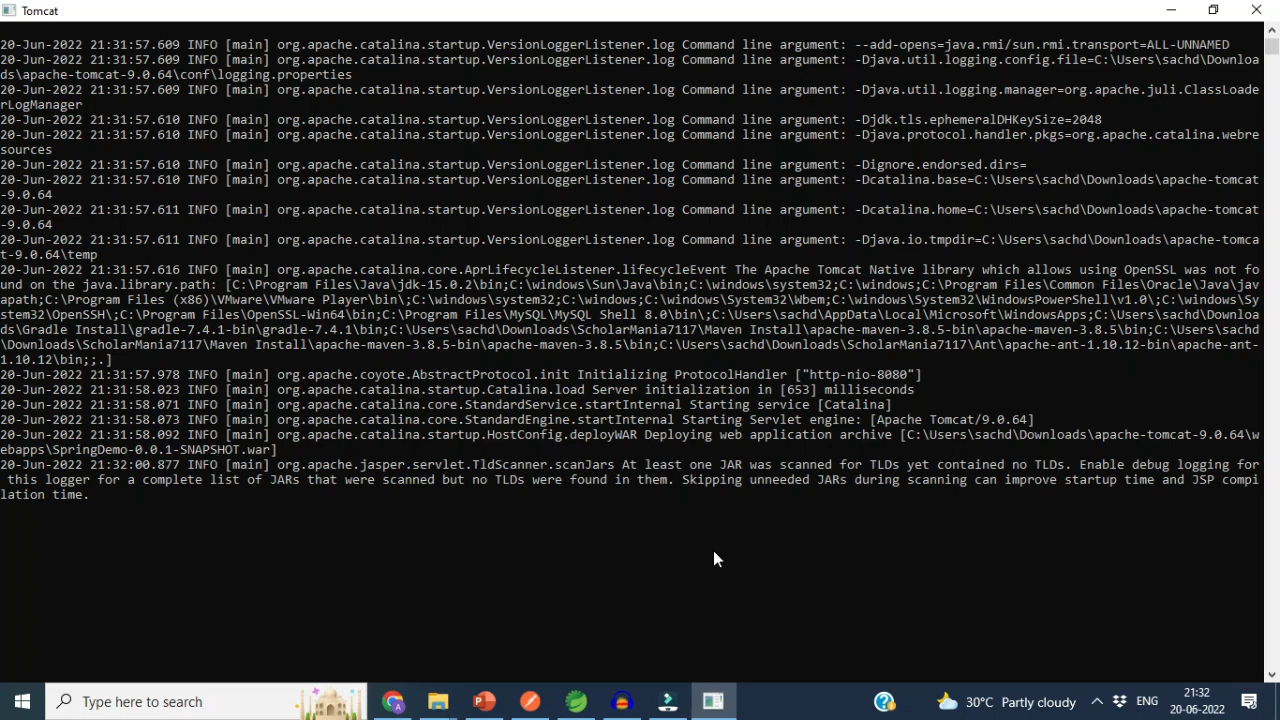 Tomcat
20-Jun-2022 21:31:57.609 INFO [main] org.apache.catalina.startup.VersionLoggerListener.log Command line argument: --add-opens=java.rmi/sun.rmi.transport=ALL-UNNAMED
20-Jun-2022 21:31:57.609 INFO [main] org.apache.catalina.startup.VersionLoggerListener.log Command line argument: -Djava.util.logging.config.file=C:\Users\sachd\Downloa
ds\apache-tomcat-9.0.64\conf\logging.properties
20-Jun-2022 21:31:57.609 INFO [main] org.apache.catalina.startup.VersionLoggerListener.log Command line argument: -Djava.util.logging.manager=org.apache.juli.ClassLoade
rLogManager
20-Jun-2022 21:31:57.610 INFO [main] org.apache.catalina.startup.VersionLoggerListener.log Command line argument: -Djdk.tls.ephemeralDHKeySize=2048
20-Jun-2022 21:31:57.610 INFO [main] org.apache.catalina.startup.VersionLoggerListener.log Command line argument: -Djava.protocol.handler.pkgs=org.apache.catalina.webre
sources
20-Jun-2022 21:31:57.610 INFO [main] org.apache.catalina.startup.VersionLoggerListener.log Command line argument: -Dignore.endorsed.dirs=
20-Jun-2022 21:31:57.610 INFO [main] org.apache.catalina.startup.VersionLoggerListener.log Command line argument: -Dcatalina.base=C:\Users\sachd\Downloads\apache-tomcat
-9.0.64
20-Jun-2022 21:31:57.611 INFO [main] org.apache.catalina.startup.VersionLoggerListener.log Command line argument: -Dcatalina.home=C:\Users\sachd\Downloads\apache-tomcat
-9.0.64
20-Jun-2022 21:31:57.611 INFO [main] org.apache.catalina.startup.VersionLoggerListener.log Command line argument: -Djava.io.tmpdir=C:\Users\sachd\Downloads\apache-tomca
t-9.0.64\temp
20-Jun-2022 21:31:57.616 INFO [main] org.apache.catalina.core.AprLifecycleListener.lifecycleEvent The Apache Tomcat Native library which allows using OpenSSL was not fo
und on the java.library.path: [C:\Program Files\Java\jdk-15.0.2\bin;C:\windows\Sun\Java\bin;C:\windows\system32;C:\windows;C:\Program Files\Common Files\Oracle\Java\jav
apath;C:\Program Files (x86)\VMware\VMware Player\bin\;C:\windows\system32;C:\windows;C:\windows\System32\Wbem;C:\windows\System32\WindowsPowerShell\v1.0\;C:\windows\Sy
stem32\OpenSSH\;C:\Program Files\OpenSSL-Win64\bin;C:\Program Files\MySQL\MySQL Shell 8.0\bin\;C:\Users\sachd\AppData\Local\Microsoft\WindowsApps;C:\Users\sachd\Downloa
ds\Gradle Install\gradle-7.4.1-bin\gradle-7.4.1\bin;C:\Users\sachd\Downloads\ScholarMania7117\Maven Install\apache-maven-3.8.5-bin\apache-maven-3.8.5\bin;C:\Users\sachd
\Downloads\ScholarMania7117\Maven Install\apache-maven-3.8.5-bin\apache-maven-3.8.5\bin;C:\Users\sachd\Downloads\ScholarMania7117\Ant\apache-ant-1.10.12-bin\apache-ant-
1.10.12\bin;;.]
20-Jun-2022 21:31:57.978 INFO [main] org.apache.coyote.AbstractProtocol.init Initializing ProtocolHandler ["http-nio-8080"]
20-Jun-2022 21:31:58.023 INFO [main] org.apache.catalina.startup.Catalina.load Server initialization in [653] milliseconds
20-Jun-2022 21:31:58.071 INFO [main] org.apache.catalina.core.StandardService.startInternal Starting service [Catalina]
20-Jun-2022 21:31:58.073 INFO [main] org.apache.catalina.core.StandardEngine.startInternal Starting Servlet engine: [Apache Tomcat/9.0.64]
20-Jun-2022 21:31:58.092 INFO [main] org.apache.catalina.startup.HostConfig.deployWAR Deploying web application archive [C:\Users\sachd\Downloads\apache-tomcat-9.0.64\w
ebapps\SpringDemo-0.0.1-SNAPSHOT.war]
20-Jun-2022 21:32:00.877 INFO [main] org.apache.jasper.servlet.TldScanner.scanJars At least one JAR was scanned for TLDs yet contained no TLDs. Enable debug logging for
 this logger for a complete list of JARs that were scanned but no TLDs were found in them. Skipping unneeded JARs during scanning can improve startup time and JSP compi
lation time.
Type here to search
30°C Partly cloudy
ENG
21:32
20-06-2022